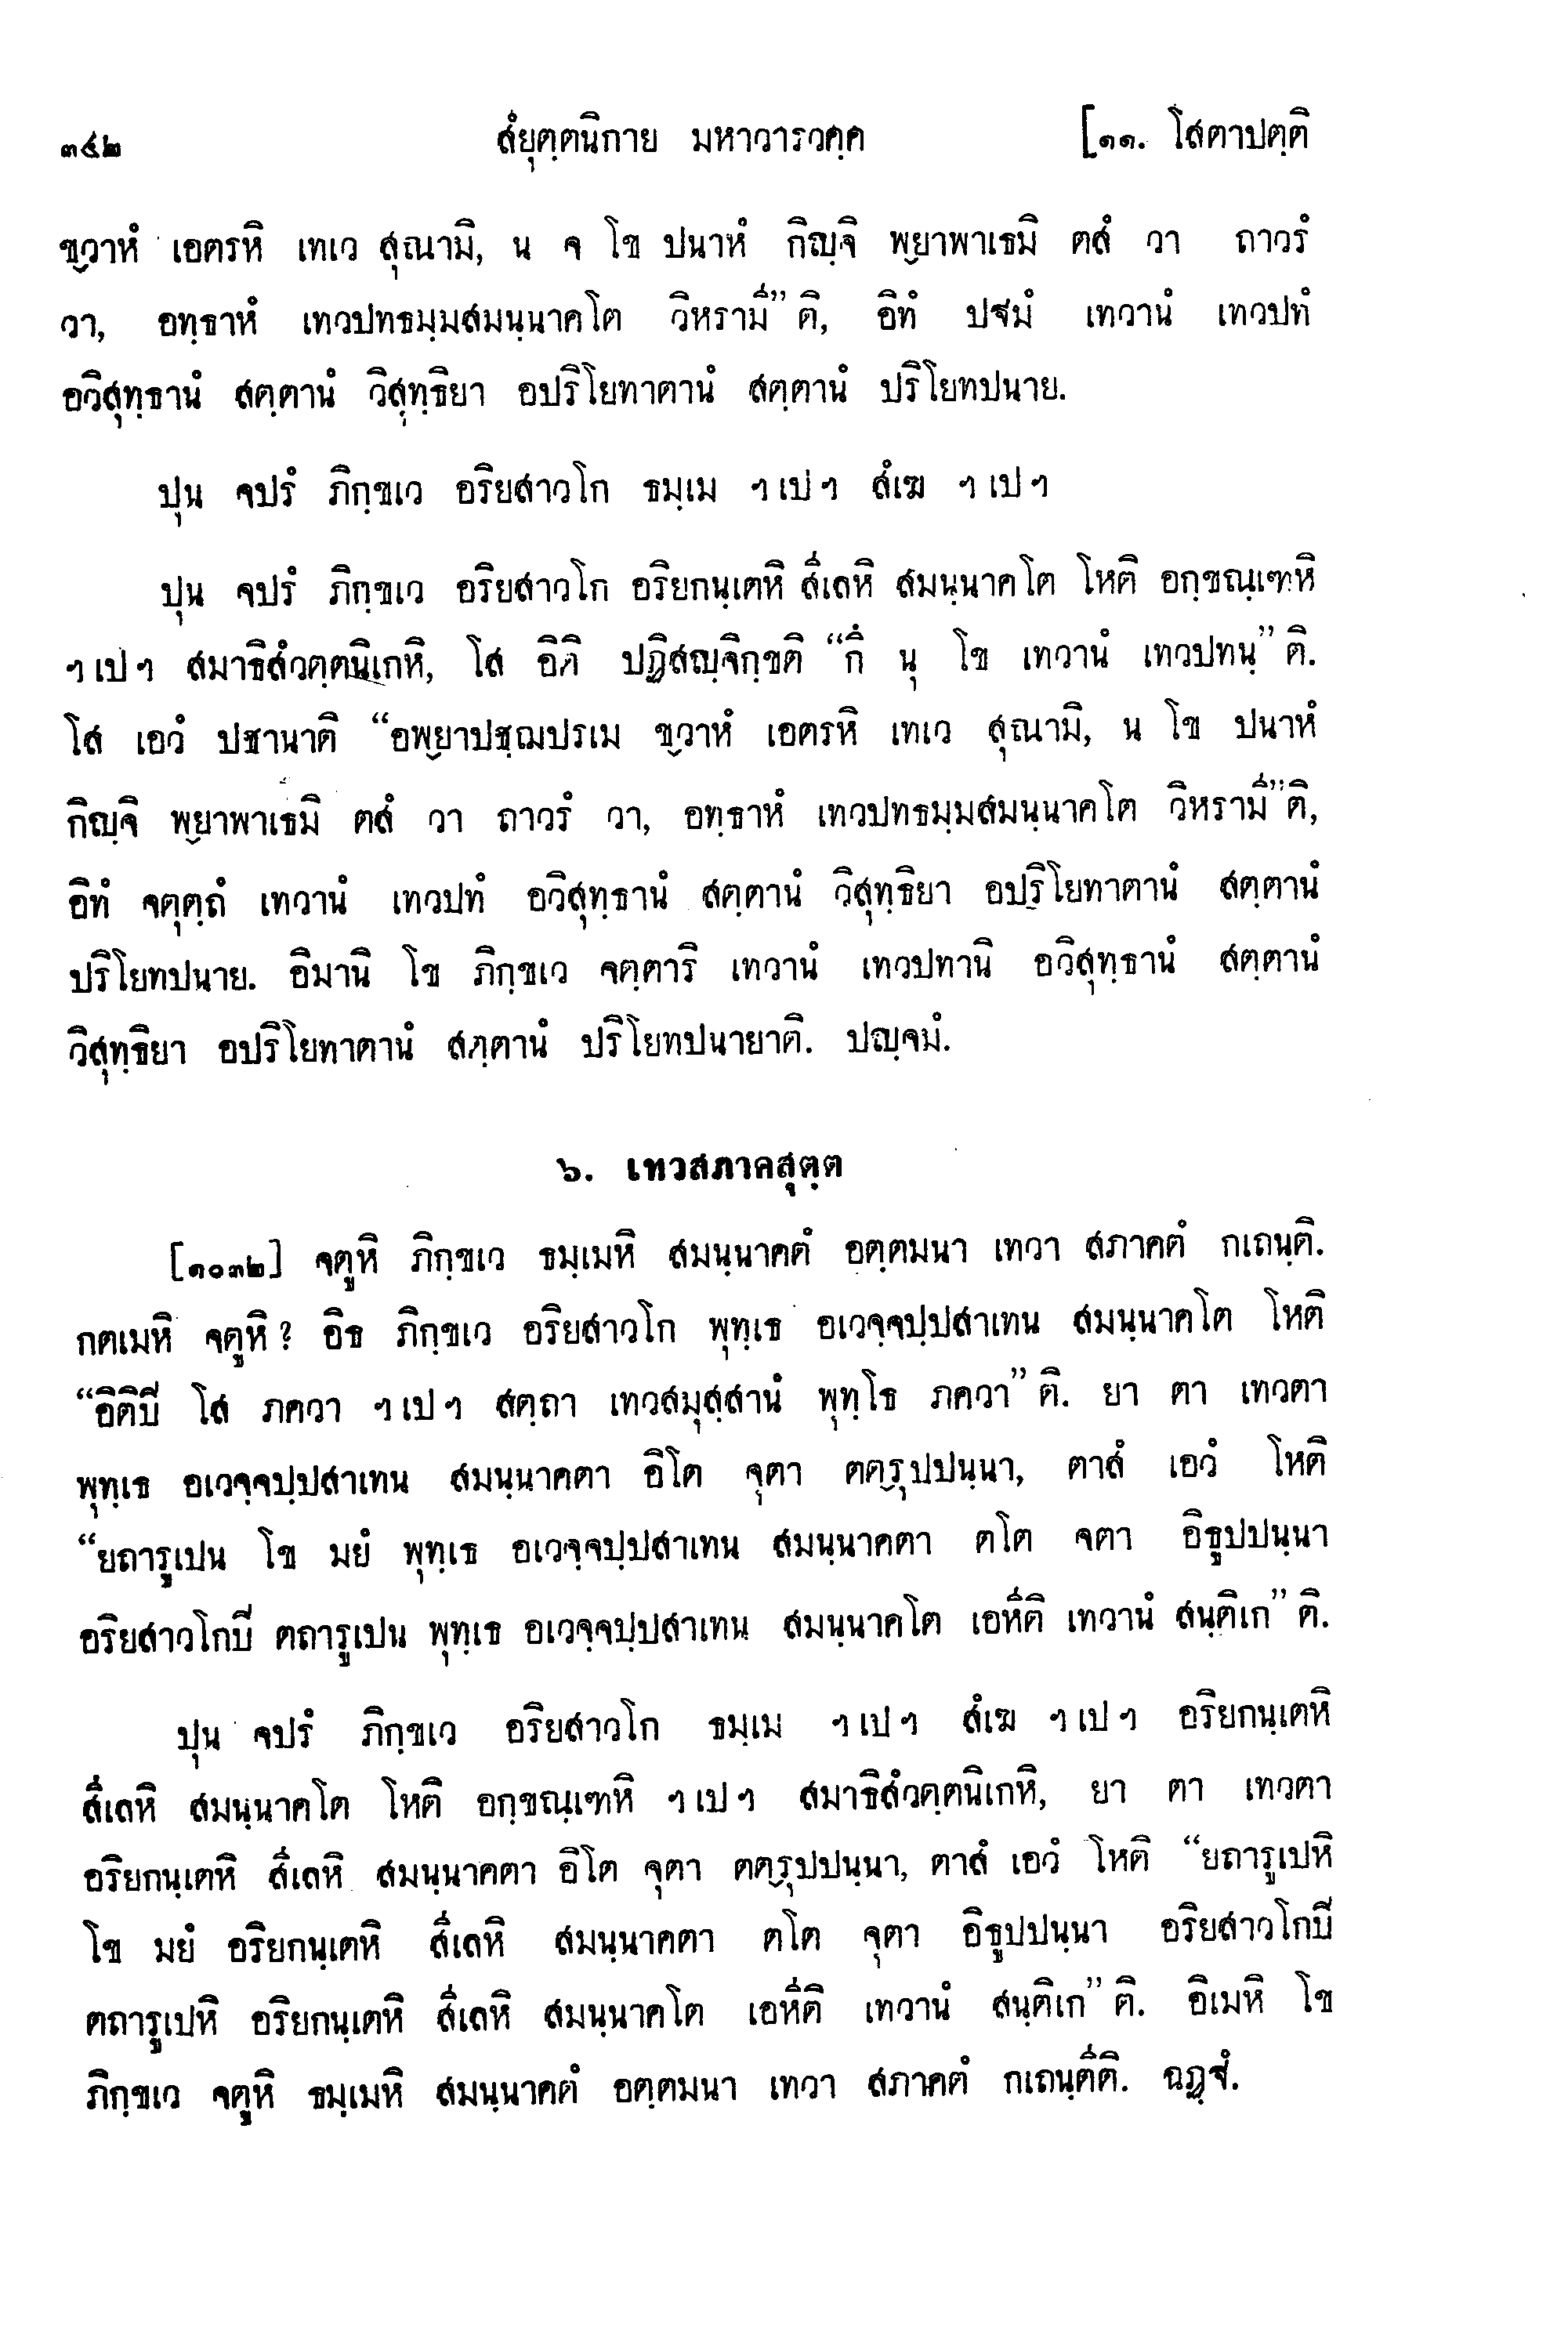 ๓๔๒ สํยุตฺตนิกาย มหาวารวคฺค [๑๑. โสตาปตฺติ
ขฺวาหํ เอตรหิ เทเว สุณามิ, น จ โข ปนาหํ กิญฺจิ พฺยาพาเธมิ ตสํ วา ถาวรํ
วา, อทฺธาหํ เทวปทธมฺมสมนฺนาคโต วิหรามี” ติ, อิทํ ปฐมํ เทวานํ เทวปทํ
อวิสุทฺธานํ สตฺตานํ วิสุทฺธิยา อปริโยทาตานํ สตฺตานํ ปริโยทปนาย.
ปุน จปรํ ภิกฺขเว อริยสาวโก ธมฺเม ฯ เป ฯ สํเฆ ฯ เป ฯ
ปุน จปรํ ภิกฺขเว อริยสาวโก อริยกนฺเตหิ สีเลหิ สมนฺนาคโต โหติ อกฺขณฺเฑหิ
ฯ เป ฯ สมาธิสํวตฺตนิเกหิ, โส อิติ ปฏิสญฺจิกฺขติ “กึ นุ โข เทวานํ เทวปทนฺ” ติ.
โส เอวํ ปชานาติ “อพฺยาปชฺฌปรเม ขฺวาหํ เอตรหิ เทเว สุณามิ, น โข ปนาหํ
กิญฺจิ พฺยาพาเธมิ ตสํ วา ถาวรํ วา, อทฺธาหํ เทวปทธมฺมสมนฺนาคโต วิหรามี” ติ,
อิทํ จตุตฺถํ เทวานํ เทวปทํ อวิสุทฺธานํ สตฺตานํ วิสุทฺธิยา อปริโยทาตานํ สตฺตานํ
ปริโยทปนาย. อิมานิ โข ภิกฺขเว จตฺตาริ เทวานํ เทวปทานิ อวิสุทฺธานํ สตฺตานํ
วิสุทฺธิยา อปริโยทาตานํ สตฺตานํ ปริโยทปนายาติ. ปญฺจมํ.
๖. เทวสภาคสุตฺต
[๑๐๓๒] จตูหิ ภิกฺขเว ธมฺเมหิ สมนฺนาคตํ อตฺตมนา เทวา สภาคตํ กเถนฺติ.
กตเมหิ จตูหิ? อิธ ภิกฺขเว อริยสาวโก พุทฺเธ อเวจฺจปฺปสาเทน สมนฺนาคโต โหติ
“อิติปิ โส ภควา ฯ เป ฯ สตฺถา เทวมนุสฺสานํ พุทฺโธ ภควา” ติ. ยา ตา เทวตา
พุทฺเธ อเวจฺจปฺปสาเทน สมนฺนาคตา อิโต จุตา ตตฺรุปปนฺนา, ตาสํ เอวํ โหติ
“ยถารูเปน โข มยํ พุทฺเธ อเวจฺจปฺปสาเทน สมนฺนาคตา ตโต จตา อิธูปปนฺนา
อริยสาวโกปิ ตถารูเปน พุทฺเธ อเวจฺจปฺปสาเทน สมนฺนาคโต เอหีติ เทวานํ สนฺติเก” ติ.
ปุน จปรํ ภิกฺขเว อริยสาวโก ธมฺเม ฯ เป ฯ สํเฆ ฯ เป ฯ อริยกนฺเตหิ
สีเลหิ สมนฺนาคโต โหติ อกฺขณฺเฑหิ ฯ เป ฯ สมาธิสํวตฺตนิเกหิ, ยา ตา เทวตา
อริยกนฺเตหิ สีเลหิ สมนฺนาคตา อิโต จุตา ตตฺรุปปนฺนา, ตาสํ เอวํ โหติ “ยถารูเปหิ
โข มยํ อริยกนฺเตหิ สีเลหิ สมนฺนาคตา ตโต จุตา อิธูปปนฺนา อริยสาวโกปิ
ตถารูเปหิ อริยกนฺเตหิ สีเลหิ สมนฺนาคโต เอหีติ เทวานํ สนฺติเก” ติ. อิเมหิ โข
ภิกฺขเว จตูหิ ธมฺเมหิ สมนฺนาคตํ อตฺตมนา เทวา สภาคตํ กเถนฺตีติ. ฉฏฺฐํ.